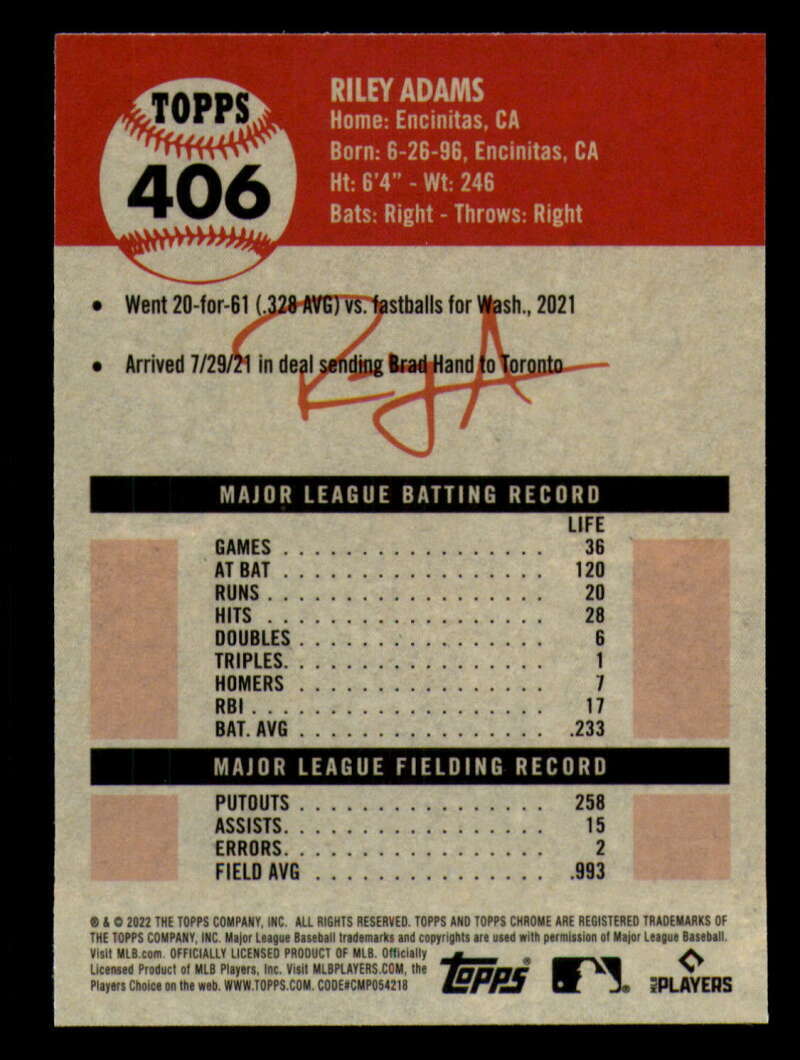 TOPPS
406
RILEY ADAMS
Home: Encinitas, CA
Born: 6-26-96, Encinitas, CA
Ht: 6'4" - Wt: 246
Bats: Right - Throws: Right
• Went 20-for-61 (.328 AVG) vs. fastballs for Wash., 2021
• Arrived 7/29/21 in deal sending Brad Hand to Toronto
MAJOR LEAGUE BATTING RECORD
LIFE
GAMES . . . . . . . . . . . . . . . . 36
AT BAT . . . . . . . . . . . . . . . . 120
RUNS . . . . . . . . . . . . . . . . . 20
HITS . . . . . . . . . . . . . . . . . 28
DOUBLES . . . . . . . . . . . . . . . 6
TRIPLES. . . . . . . . . . . . . . . . 1
HOMERS . . . . . . . . . . . . . . . 7
RBI . . . . . . . . . . . . . . . . . . 17
BAT. AVG . . . . . . . . . . . . . . . .233
MAJOR LEAGUE FIELDING RECORD
PUTOUTS . . . . . . . . . . . . . . . 258
ASSISTS. . . . . . . . . . . . . . . . 15
ERRORS. . . . . . . . . . . . . . . . 2
FIELD AVG . . . . . . . . . . . . . . .993
® & © 2022 THE TOPPS COMPANY, INC. ALL RIGHTS RESERVED. TOPPS AND TOPPS CHROME ARE REGISTERED TRADEMARKS OF
THE TOPPS COMPANY, INC. Major League Baseball trademarks and copyrights are used with permission of Major League Baseball.
Visit MLB.com. OFFICIALLY LICENSED PRODUCT OF MLB. Officially
Licensed Product of MLB Players, Inc. Visit MLBPLAYERS.COM, the
Players Choice on the web. WWW.TOPPS.COM. CODE#CMP054218
TOPPS®
®
MLB PLAYERS